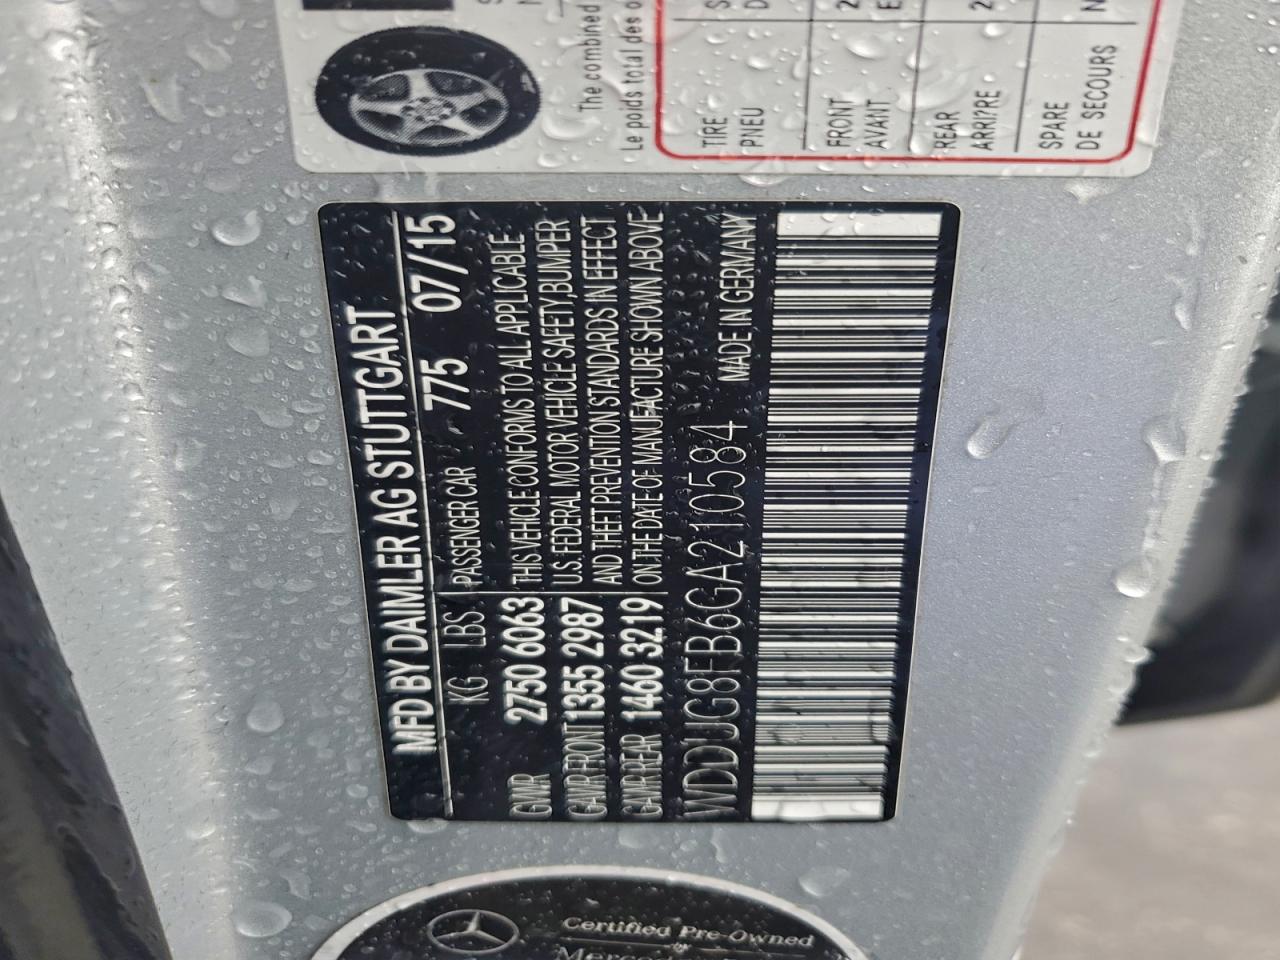 The combined
Le poids total des o
TIRE
PNEU
FRONT
AVANT
REAR
ARRI?RE
SPARE
DE SECOURS
MFD BY DAIMLER AG STUTTGART
775 07/15
KG LBS PASSENGER CAR
GVWR 2750 6063 THIS VEHICLE CONFORMS TO ALL APPLICABLE
GAWR FRONT 1355 2987 U.S. FEDERAL MOTOR VEHICLE SAFETY, BUMPER
GAWR REAR 1460 3219 AND THEFT PREVENTION STANDARDS IN EFFECT
ON THE DATE OF MANUFACTURE SHOWN ABOVE
WDDUG8FB6GA210584 MADE IN GERMANY
Certified Pre-Owned
by